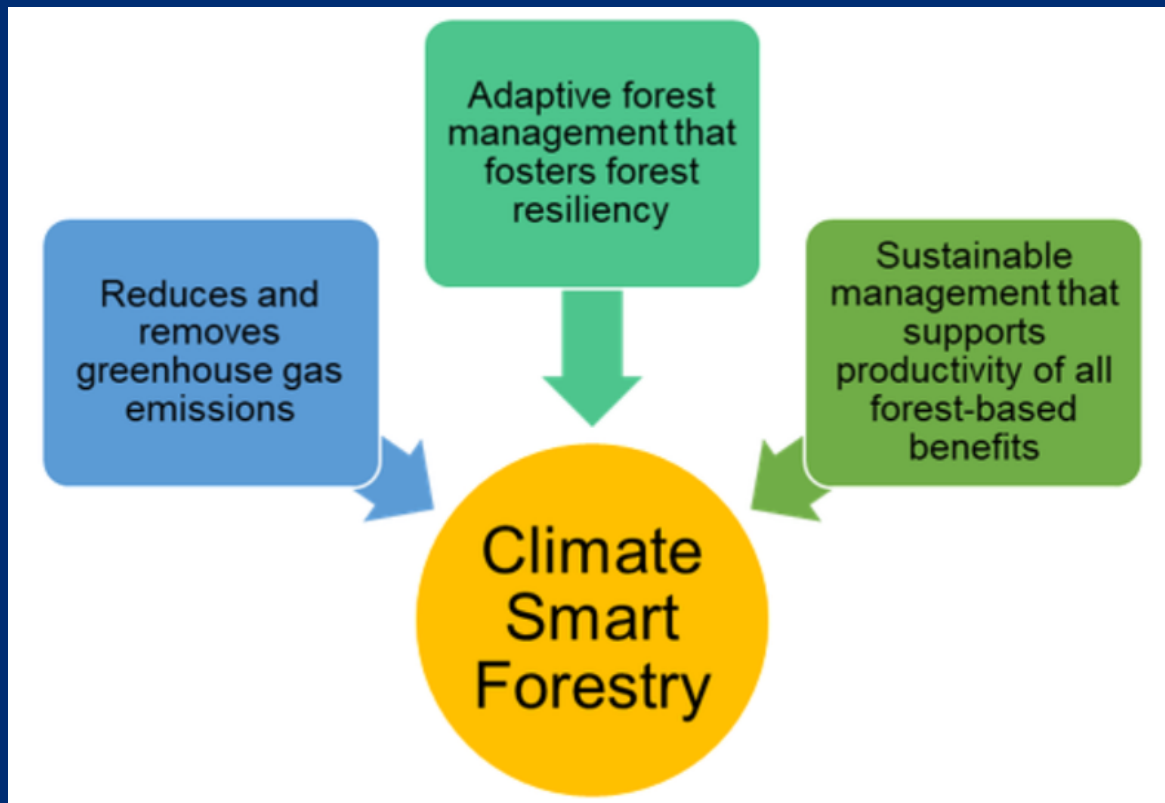 Adaptive forest
management that
fosters forest
resiliency
Reduces and
removes
greenhouse gas
emissions
Sustainable
management that
supports
productivity of all
forest-based
benefits
Climate
Smart
Forestry